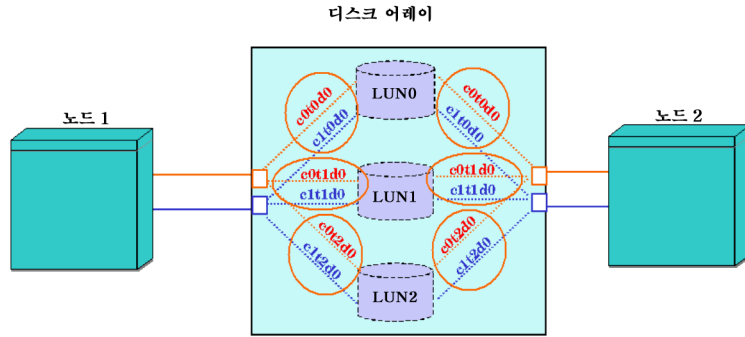 디스크 어레이
노드 1
노드 2
LUN0
c0t0d0
c1t0d0
c0t0d0
c1t0d0
LUN1
c0t1d0
c1t1d0
c0t1d0
c1t1d0
LUN2
c0t2d0
c1t2d0
c0t2d0
c1t2d0